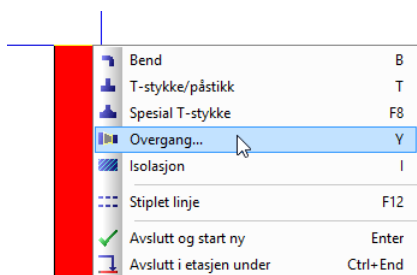 Bend B
T-stykke/påstikk T
Spesial T-stykke F8
Overgang... Y
Isolasjon I
Stiplet linje F12
Avslutt og start ny Enter
Avslutt i etasjen under Ctrl+End